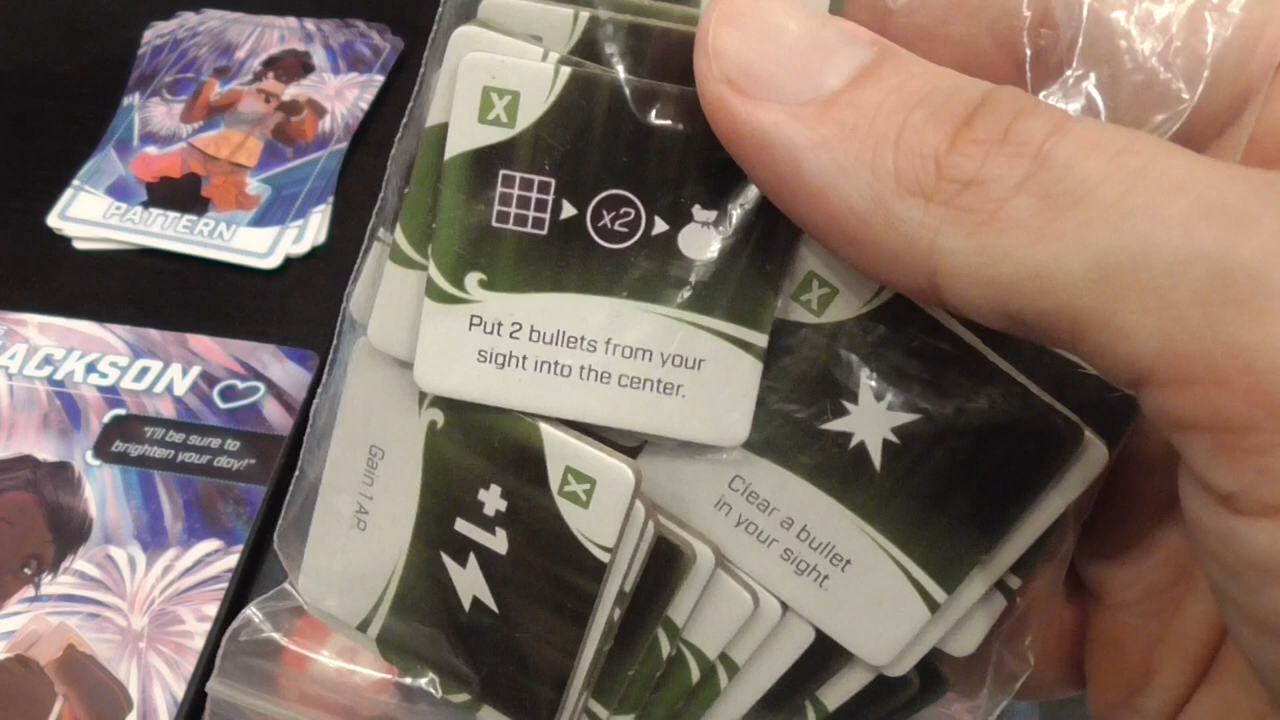 PATTERN
ACKSON
"I'll be sure to
brighten your day!"
X
x2
Put 2 bullets from your
sight into the center.
X
Clear a bullet
in your sight.
X
+1
Gain 1 AP.